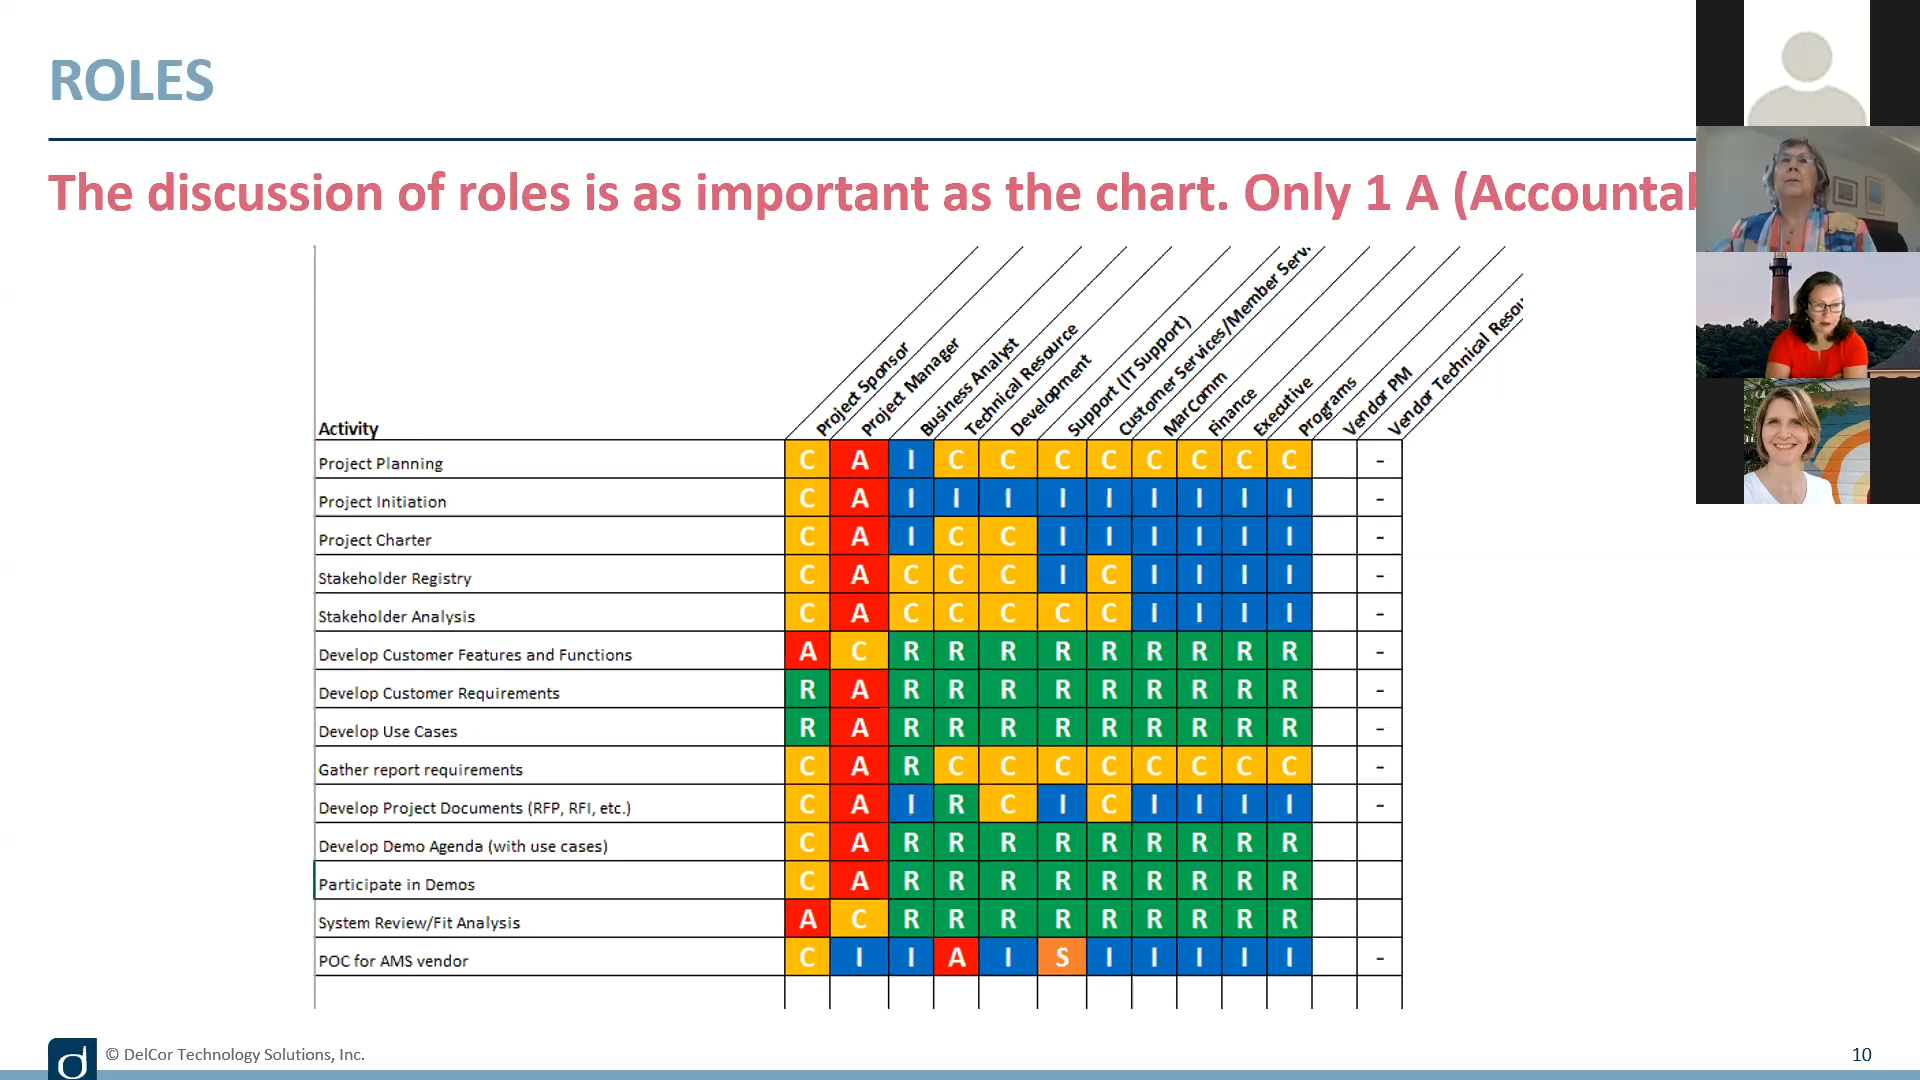 ROLES
The discussion of roles is as important as the chart. Only 1 A (Accountal
Project Sponsor
Project Manager
Business Analyst
Technical Resource
Development
Support (IT Support)
Customer Services/Member Servi
MarComm
Finance
Executive
Programs
Vendor PM
Vendor Technical Resou
Activity
Project Planning C A I C C C C C C C C -
Project Initiation C A I I I I I I I I I -
Project Charter C A I C C I I I I I I -
Stakeholder Registry C A C C C I C I I I I -
Stakeholder Analysis C A C C C C C I I I I -
Develop Customer Features and Functions A C R R R R R R R R R -
Develop Customer Requirements R A R R R R R R R R R -
Develop Use Cases R A R R R R R R R R R -
Gather report requirements C A R C C C C C C C C -
Develop Project Documents (RFP, RFI, etc.) C A I R C I C I I I I -
Develop Demo Agenda (with use cases) C A R R R R R R R R R
Participate in Demos C A R R R R R R R R R
System Review/Fit Analysis A C R R R R R R R R R
POC for AMS vendor C I I A I S I I I I I -
d © DelCor Technology Solutions, Inc.
10